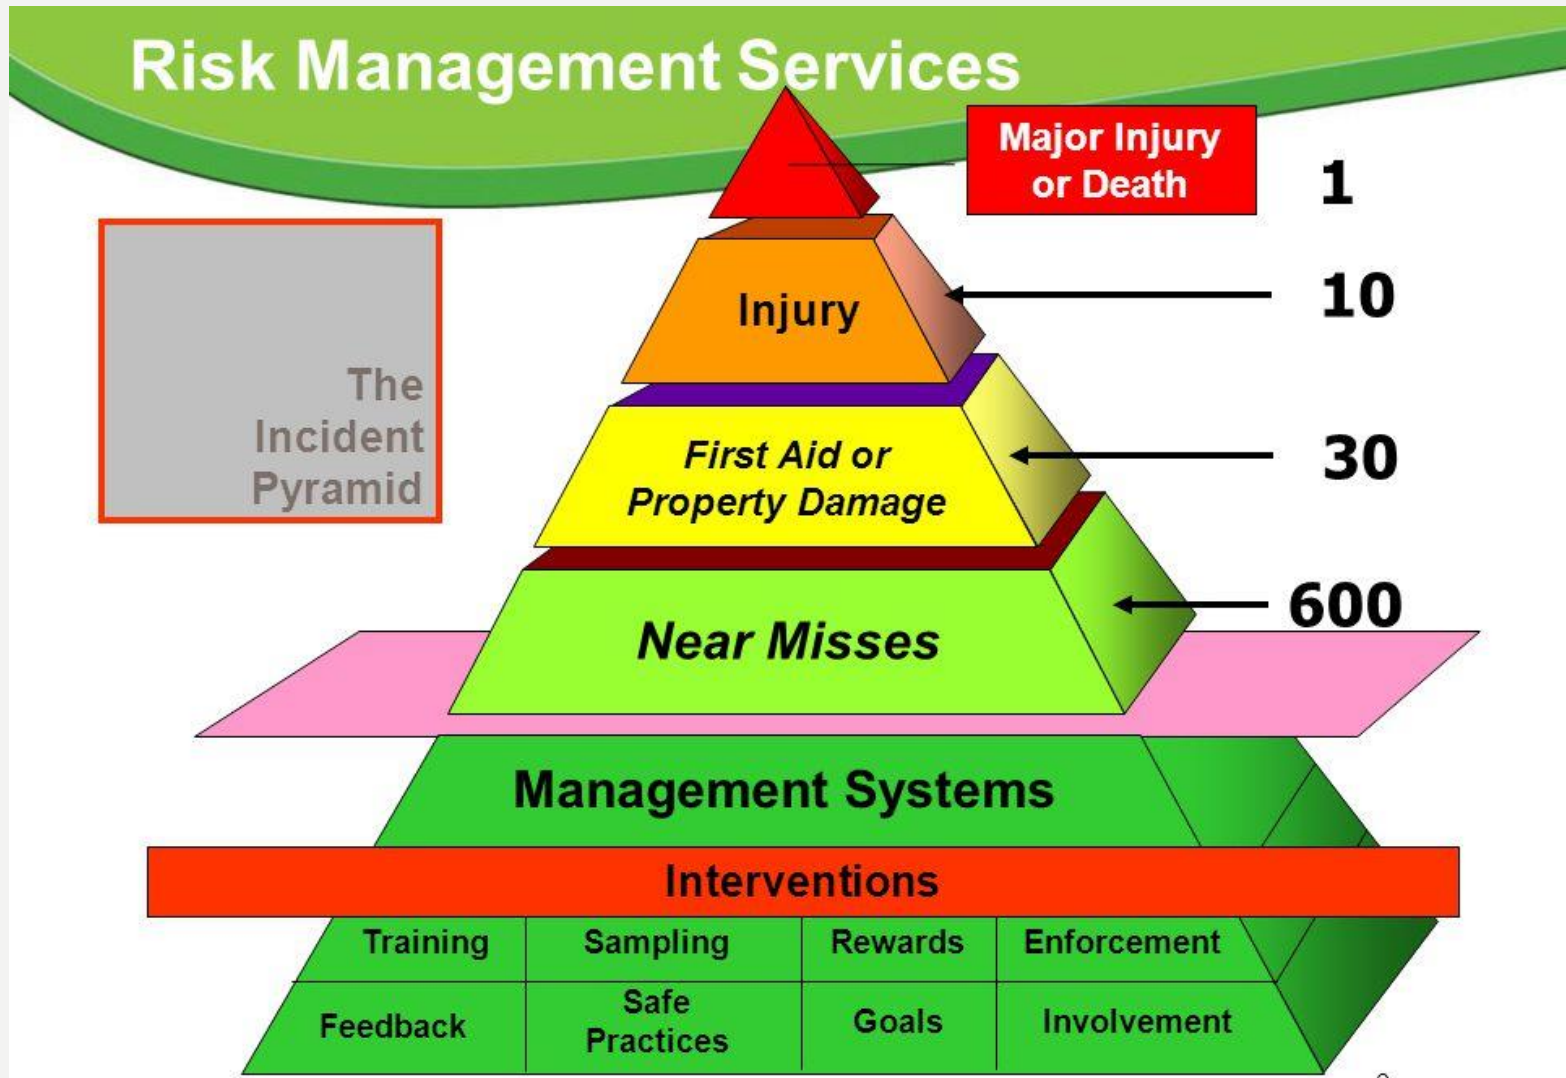 Risk Management Services
Major Injury
or Death
1
The
Incident
Pyramid
Injury
10
First Aid or
Property Damage
30
Near Misses
600
Management Systems
Interventions
Training Sampling Rewards Enforcement
Feedback Safe
Practices Goals Involvement